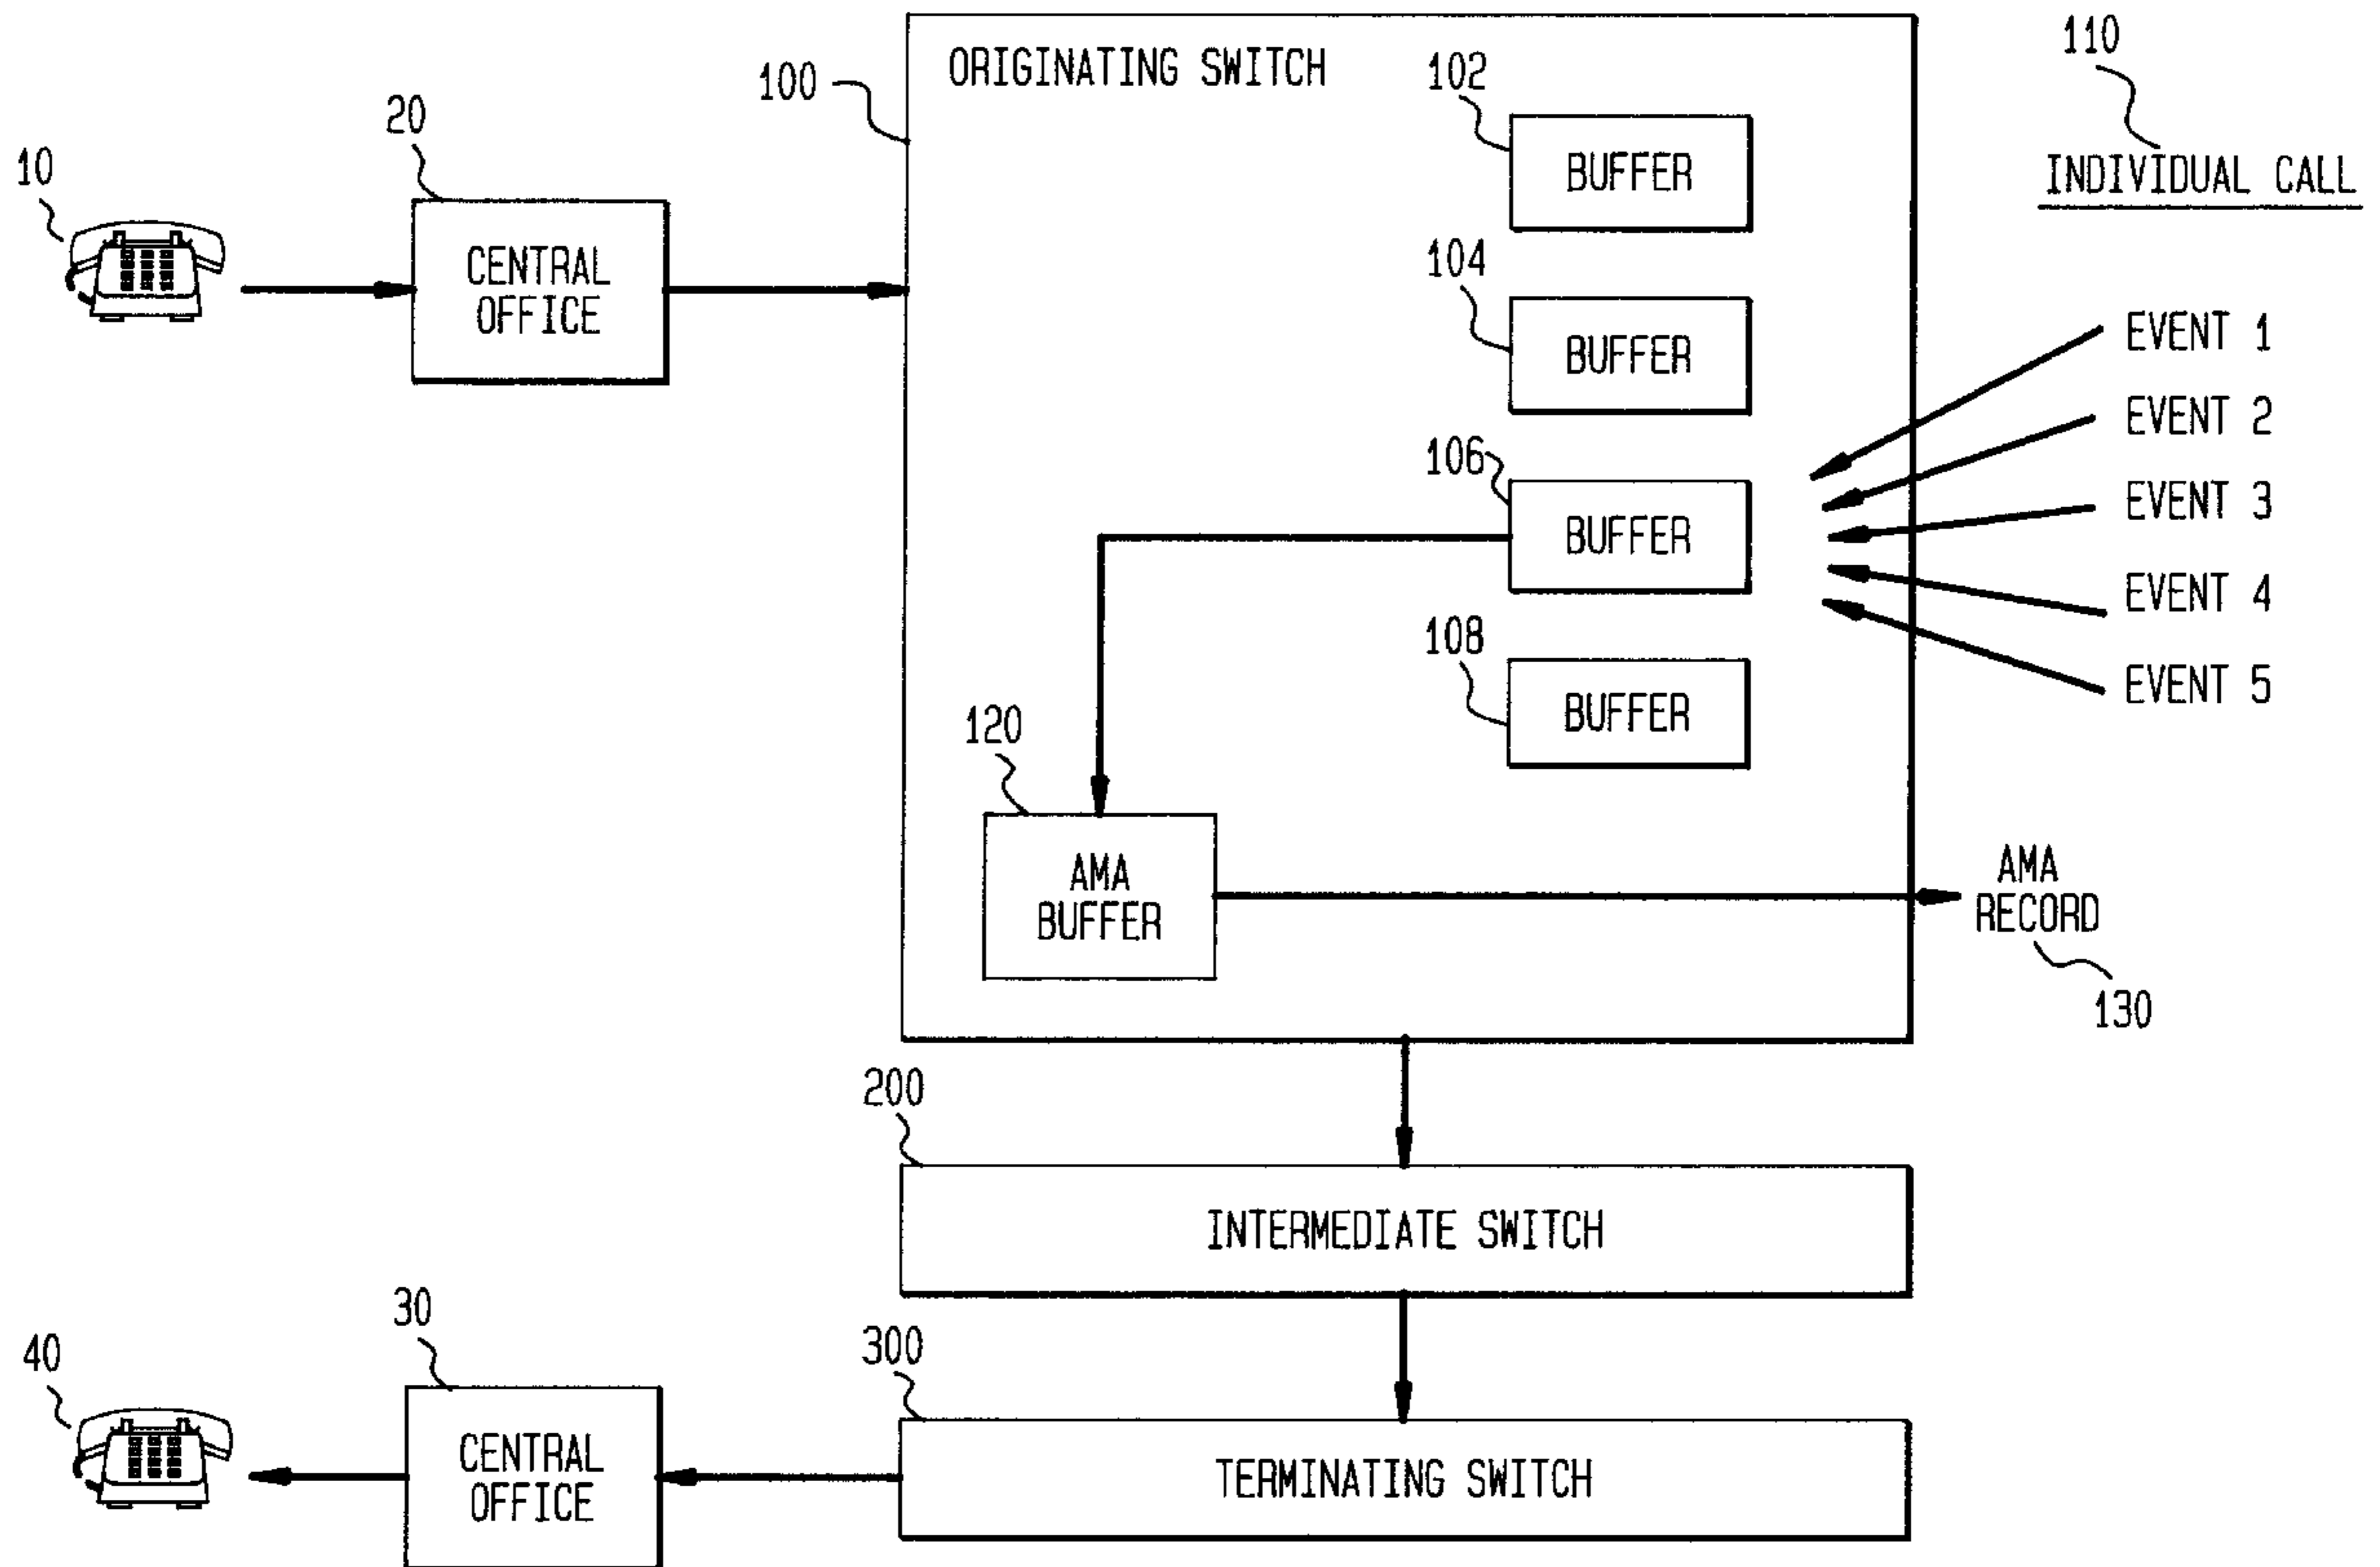 110
ORIGINATING SWITCH
100
102
20
10
BUFFER
INDIVIDUAL CALL
CENTRAL
OFFICE
104
BUFFER
EVENT 1
EVENT 2
106
BUFFER
EVENT 3
EVENT 4
108
BUFFER
EVENT 5
120
AMA
BUFFER
AMA
RECORD
130
200
INTERMEDIATE SWITCH
30
40
300
CENTRAL
OFFICE
TERMINATING SWITCH